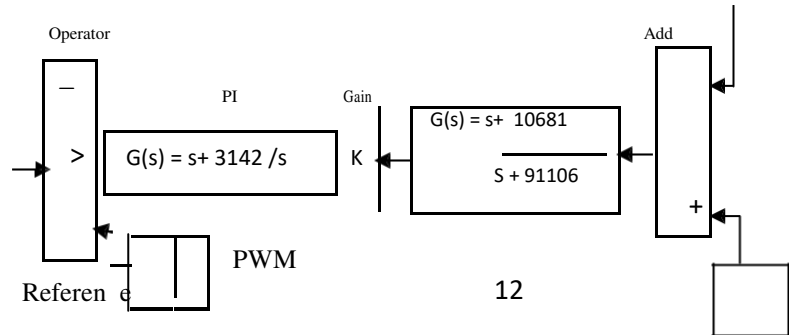 Operator
Add
PI
Gain
G(s) = s+ 10681
S + 91106
−
>
G(s) = s+ 3142 /s
K
+
PWM
Referen e
12